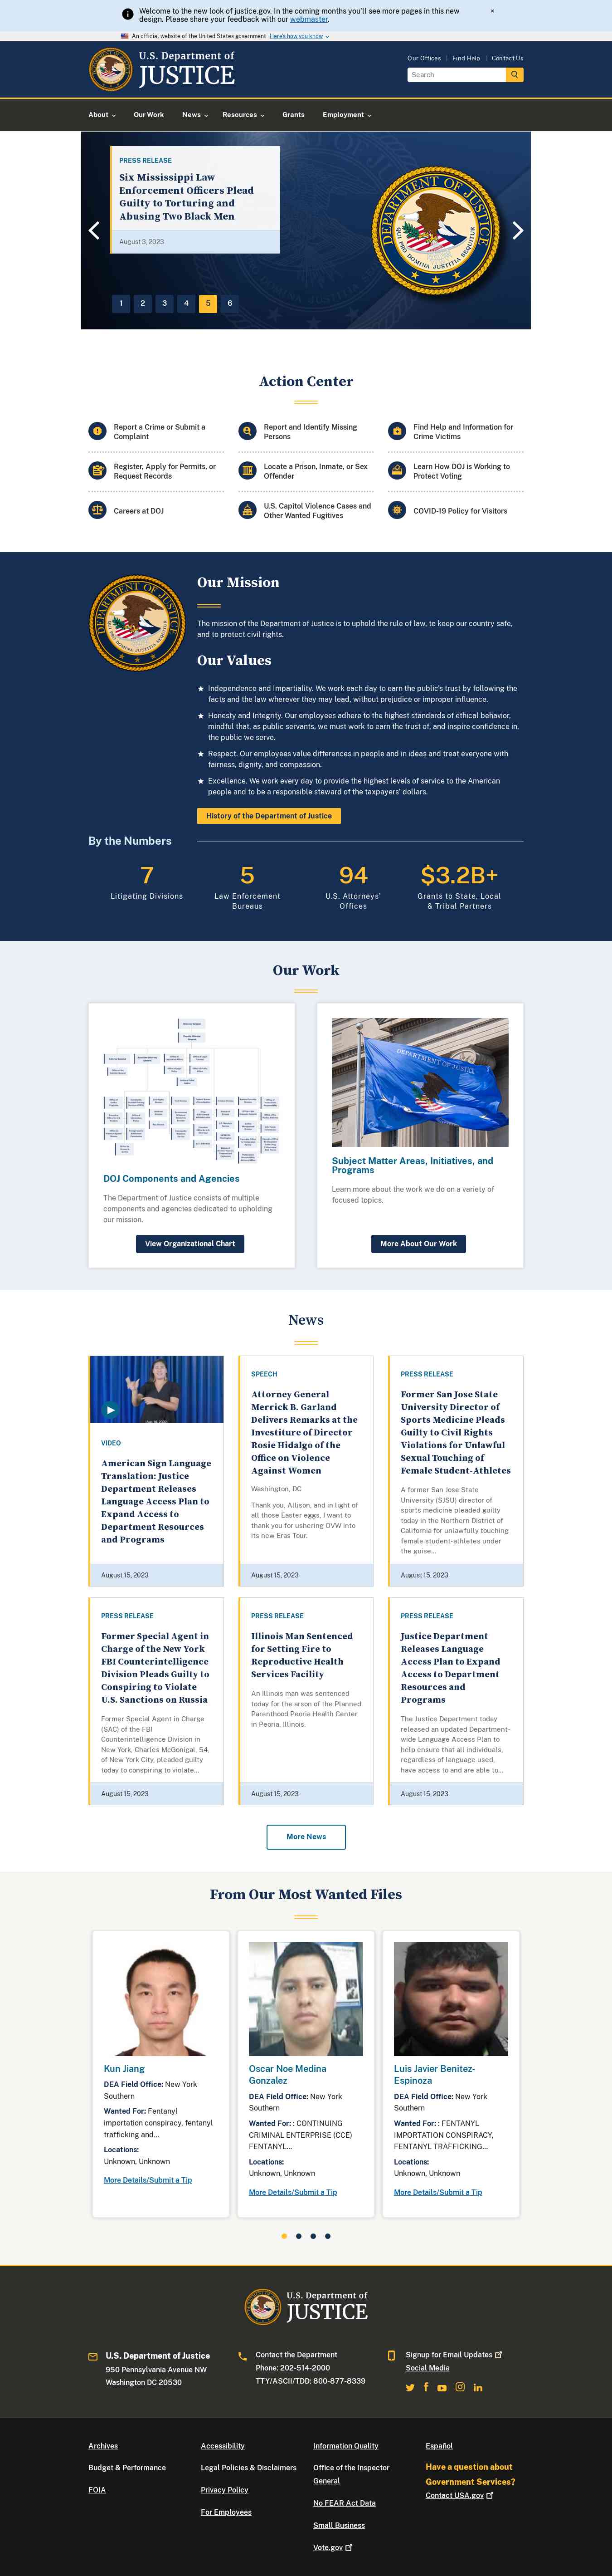 Welcome to the new look of justice.gov. In the coming months you'll see more pages in this new
design. Please share your feedback with our webmaster.
×
An official website of the United States government Here's how you know
U.S. Department of
JUSTICE
Our Offices
Find Help
Contact Us
Search
About
Our Work
News
Resources
Grants
Employment
PRESS RELEASE
Six Mississippi Law
Enforcement Officers Plead
Guilty to Torturing and
Abusing Two Black Men
August 3, 2023
1 2 3 4 5 6
Action Center
Report a Crime or Submit a
Complaint
Report and Identify Missing
Persons
Find Help and Information for
Crime Victims
Register, Apply for Permits, or
Request Records
Locate a Prison, Inmate, or Sex
Offender
Learn How DOJ is Working to
Protect Voting
Careers at DOJ
U.S. Capitol Violence Cases and
Other Wanted Fugitives
COVID-19 Policy for Visitors
Our Mission
The mission of the Department of Justice is to uphold the rule of law, to keep our country safe,
and to protect civil rights.
Our Values
Independence and Impartiality. We work each day to earn the public's trust by following the
facts and the law wherever they may lead, without prejudice or improper influence.
Honesty and Integrity. Our employees adhere to the highest standards of ethical behavior,
mindful that, as public servants, we must work to earn the trust of, and inspire confidence in,
the public we serve.
Respect. Our employees value differences in people and in ideas and treat everyone with
fairness, dignity, and compassion.
Excellence. We work every day to provide the highest levels of service to the American
people and to be a responsible steward of the taxpayers' dollars.
History of the Department of Justice
By the Numbers
7
Litigating Divisions
5
Law Enforcement
Bureaus
94
U.S. Attorneys'
Offices
$3.2B+
Grants to State, Local
& Tribal Partners
Our Work
DOJ Components and Agencies
The Department of Justice consists of multiple
components and agencies dedicated to upholding
our mission.
View Organizational Chart
DEPARTMENT OF JUSTICE
Subject Matter Areas, Initiatives, and
Programs
Learn more about the work we do on a variety of
focused topics.
More About Our Work
News
VIDEO
American Sign Language
Translation: Justice
Department Releases
Language Access Plan to
Expand Access to
Department Resources
and Programs
August 15, 2023
SPEECH
Attorney General
Merrick B. Garland
Delivers Remarks at the
Investiture of Director
Rosie Hidalgo of the
Office on Violence
Against Women
Washington, DC
Thank you, Allison, and in light of
all those Easter eggs, I want to
thank you for ushering OVW into
its new Eras Tour.
August 15, 2023
PRESS RELEASE
Former San Jose State
University Director of
Sports Medicine Pleads
Guilty to Civil Rights
Violations for Unlawful
Sexual Touching of
Female Student-Athletes
A former San Jose State
University (SJSU) director of
sports medicine pleaded guilty
today in the Northern District of
California for unlawfully touching
female student-athletes under
the guise...
August 15, 2023
PRESS RELEASE
Former Special Agent in
Charge of the New York
FBI Counterintelligence
Division Pleads Guilty to
Conspiring to Violate
U.S. Sanctions on Russia
Former Special Agent in Charge
(SAC) of the FBI
Counterintelligence Division in
New York, Charles McGonigal, 54,
of New York City, pleaded guilty
today to conspiring to violate...
August 15, 2023
PRESS RELEASE
Illinois Man Sentenced
for Setting Fire to
Reproductive Health
Services Facility
An Illinois man was sentenced
today for the arson of the Planned
Parenthood Peoria Health Center
in Peoria, Illinois.
August 15, 2023
PRESS RELEASE
Justice Department
Releases Language
Access Plan to Expand
Access to Department
Resources and
Programs
The Justice Department today
released an updated Department-
wide Language Access Plan to
help ensure that all individuals,
regardless of language used,
have access to and are able to...
August 15, 2023
More News
From Our Most Wanted Files
Kun Jiang
DEA Field Office: New York
Southern
Wanted For: Fentanyl
importation conspiracy, fentanyl
trafficking and...
Locations:
Unknown, Unknown
More Details/Submit a Tip
Oscar Noe Medina
Gonzalez
DEA Field Office: New York
Southern
Wanted For: : CONTINUING
CRIMINAL ENTERPRISE (CCE)
FENTANYL...
Locations:
Unknown, Unknown
More Details/Submit a Tip
Luis Javier Benitez-
Espinoza
DEA Field Office: New York
Southern
Wanted For: : FENTANYL
IMPORTATION CONSPIRACY,
FENTANYL TRAFFICKING...
Locations:
Unknown, Unknown
More Details/Submit a Tip
U.S. Department of
JUSTICE
U.S. Department of Justice
950 Pennsylvania Avenue NW
Washington DC 20530
Contact the Department
Phone: 202-514-2000
TTY/ASCII/TDD: 800-877-8339
Signup for Email Updates
Social Media
Archives
Budget & Performance
FOIA
Accessibility
Legal Policies & Disclaimers
Privacy Policy
For Employees
Information Quality
Office of the Inspector
General
No FEAR Act Data
Small Business
Vote.gov
Español
Have a question about
Government Services?
Contact USA.gov